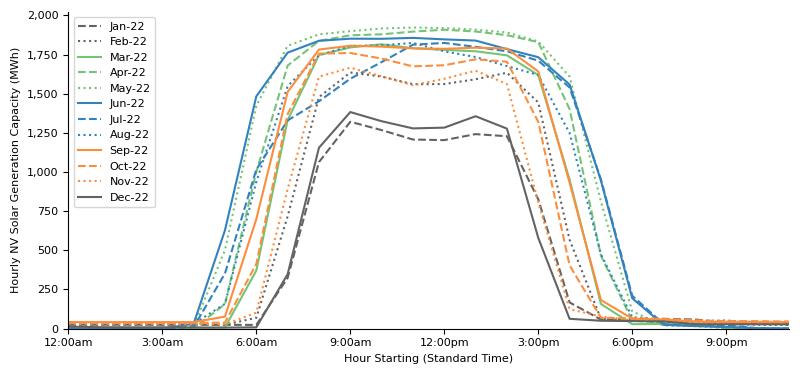 Hourly NV Solar Generation Capacity (MWh)
2,000
1,750
1,500
1,250
1,000
750
500
250
0
Jan-22
Feb-22
Mar-22
Apr-22
May-22
Jun-22
Jul-22
Aug-22
Sep-22
Oct-22
Nov-22
Dec-22
12:00am 3:00am 6:00am 9:00am 12:00pm 3:00pm 6:00pm 9:00pm
Hour Starting (Standard Time)